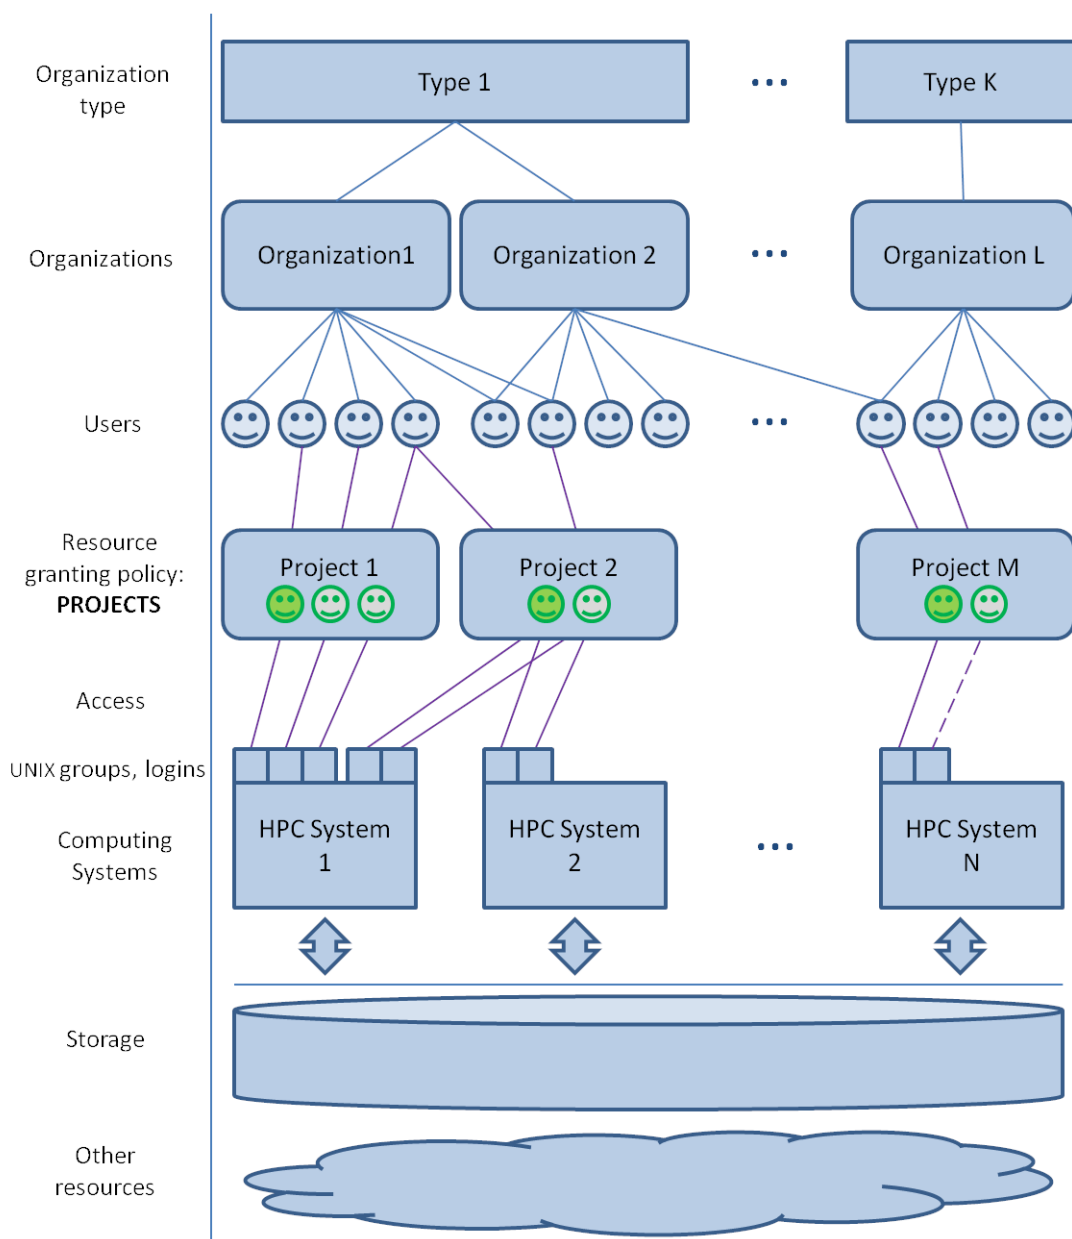 Organization
type
Type 1
...
Type K
Organizations
Organization1
Organization 2
...
Organization L
Users
...
Resource
granting policy:
PROJECTS
Project 1
Project 2
Project M
Access
UNIX groups, logins
Computing
Systems
HPC System
1
HPC System
2
...
HPC System
N
Storage
Other
resources